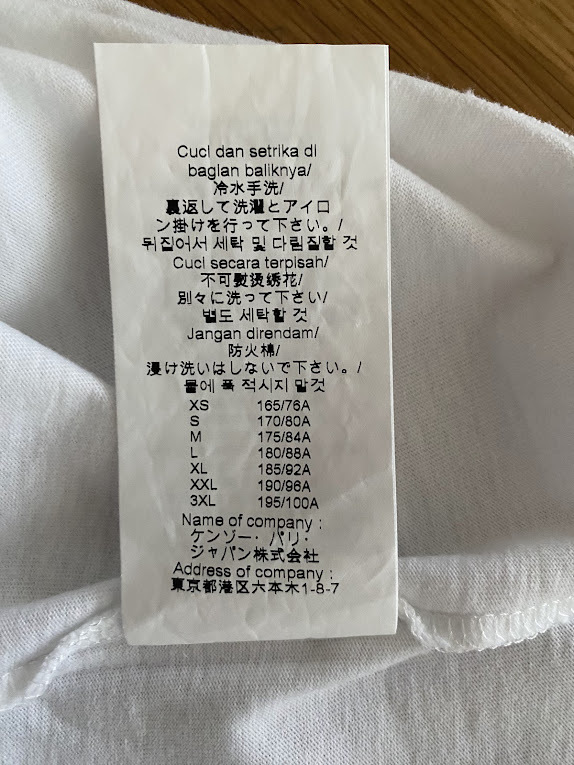 Cuci dan setrika di
bagian baliknya/
冷水手洗/
裏返して洗濯とアイロ
ン掛けを行って下さい。/
뒤집어서 세탁 및 다림질할 것
Cuci secara terpisah/
不可熨烫绣花/
別々に洗って下さい/
별도 세탁할 것
Jangan direndam/
防火棉/
浸け洗いはしないで下さい。/
물에 푹 적시지 말것
XS 165/76A
S 170/80A
M 175/84A
L 180/88A
XL 185/92A
XXL 190/96A
3XL 195/100A
Name of company :
ケンゾー・パリ・
ジャパン株式会社
Address of company :
東京都港区六本木1-8-7